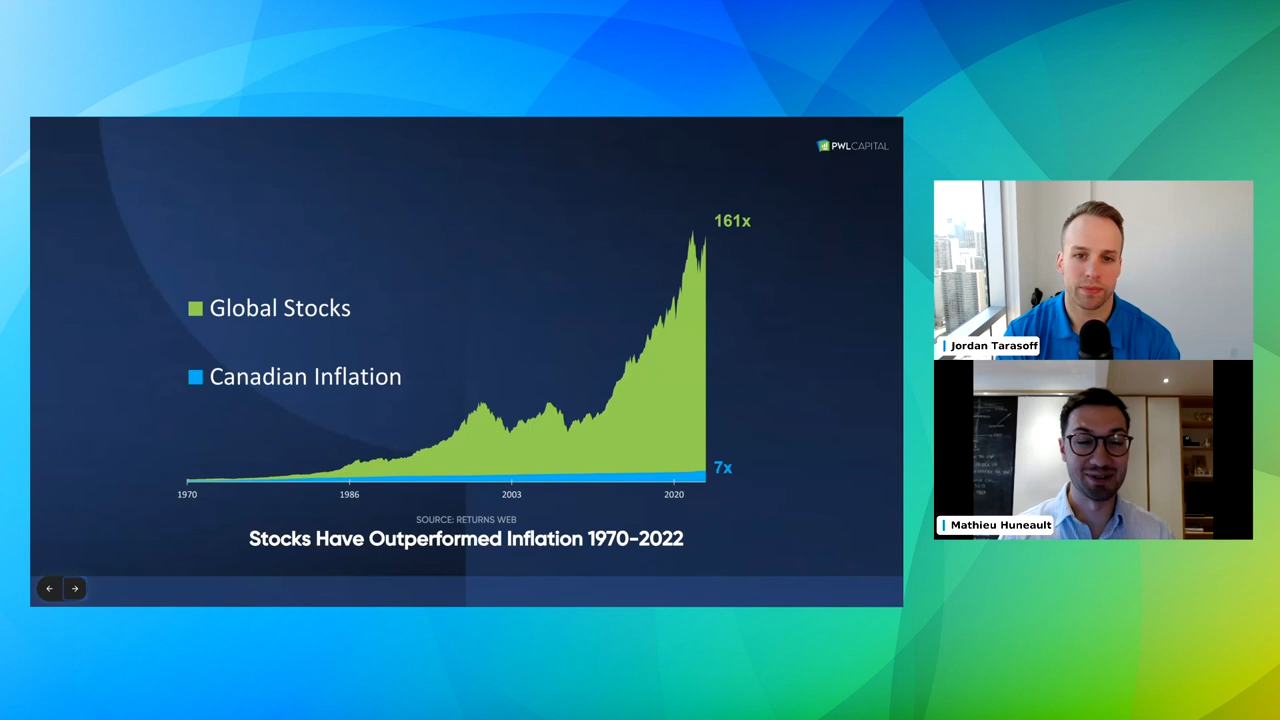 PWL CAPITAL
161x
Global Stocks
Canadian Inflation
7x
1970
1986
2003
2020
SOURCE: RETURNS WEB
Stocks Have Outperformed Inflation 1970-2022
Jordan Tarasoff
Mathieu Huneault